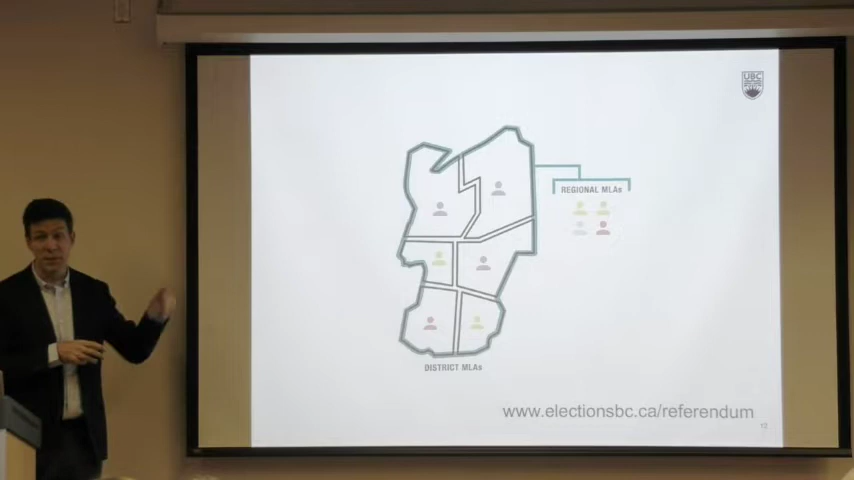 UBC
REGIONAL MLAs
DISTRICT MLAs
www.electionsbc.ca/referendum
12